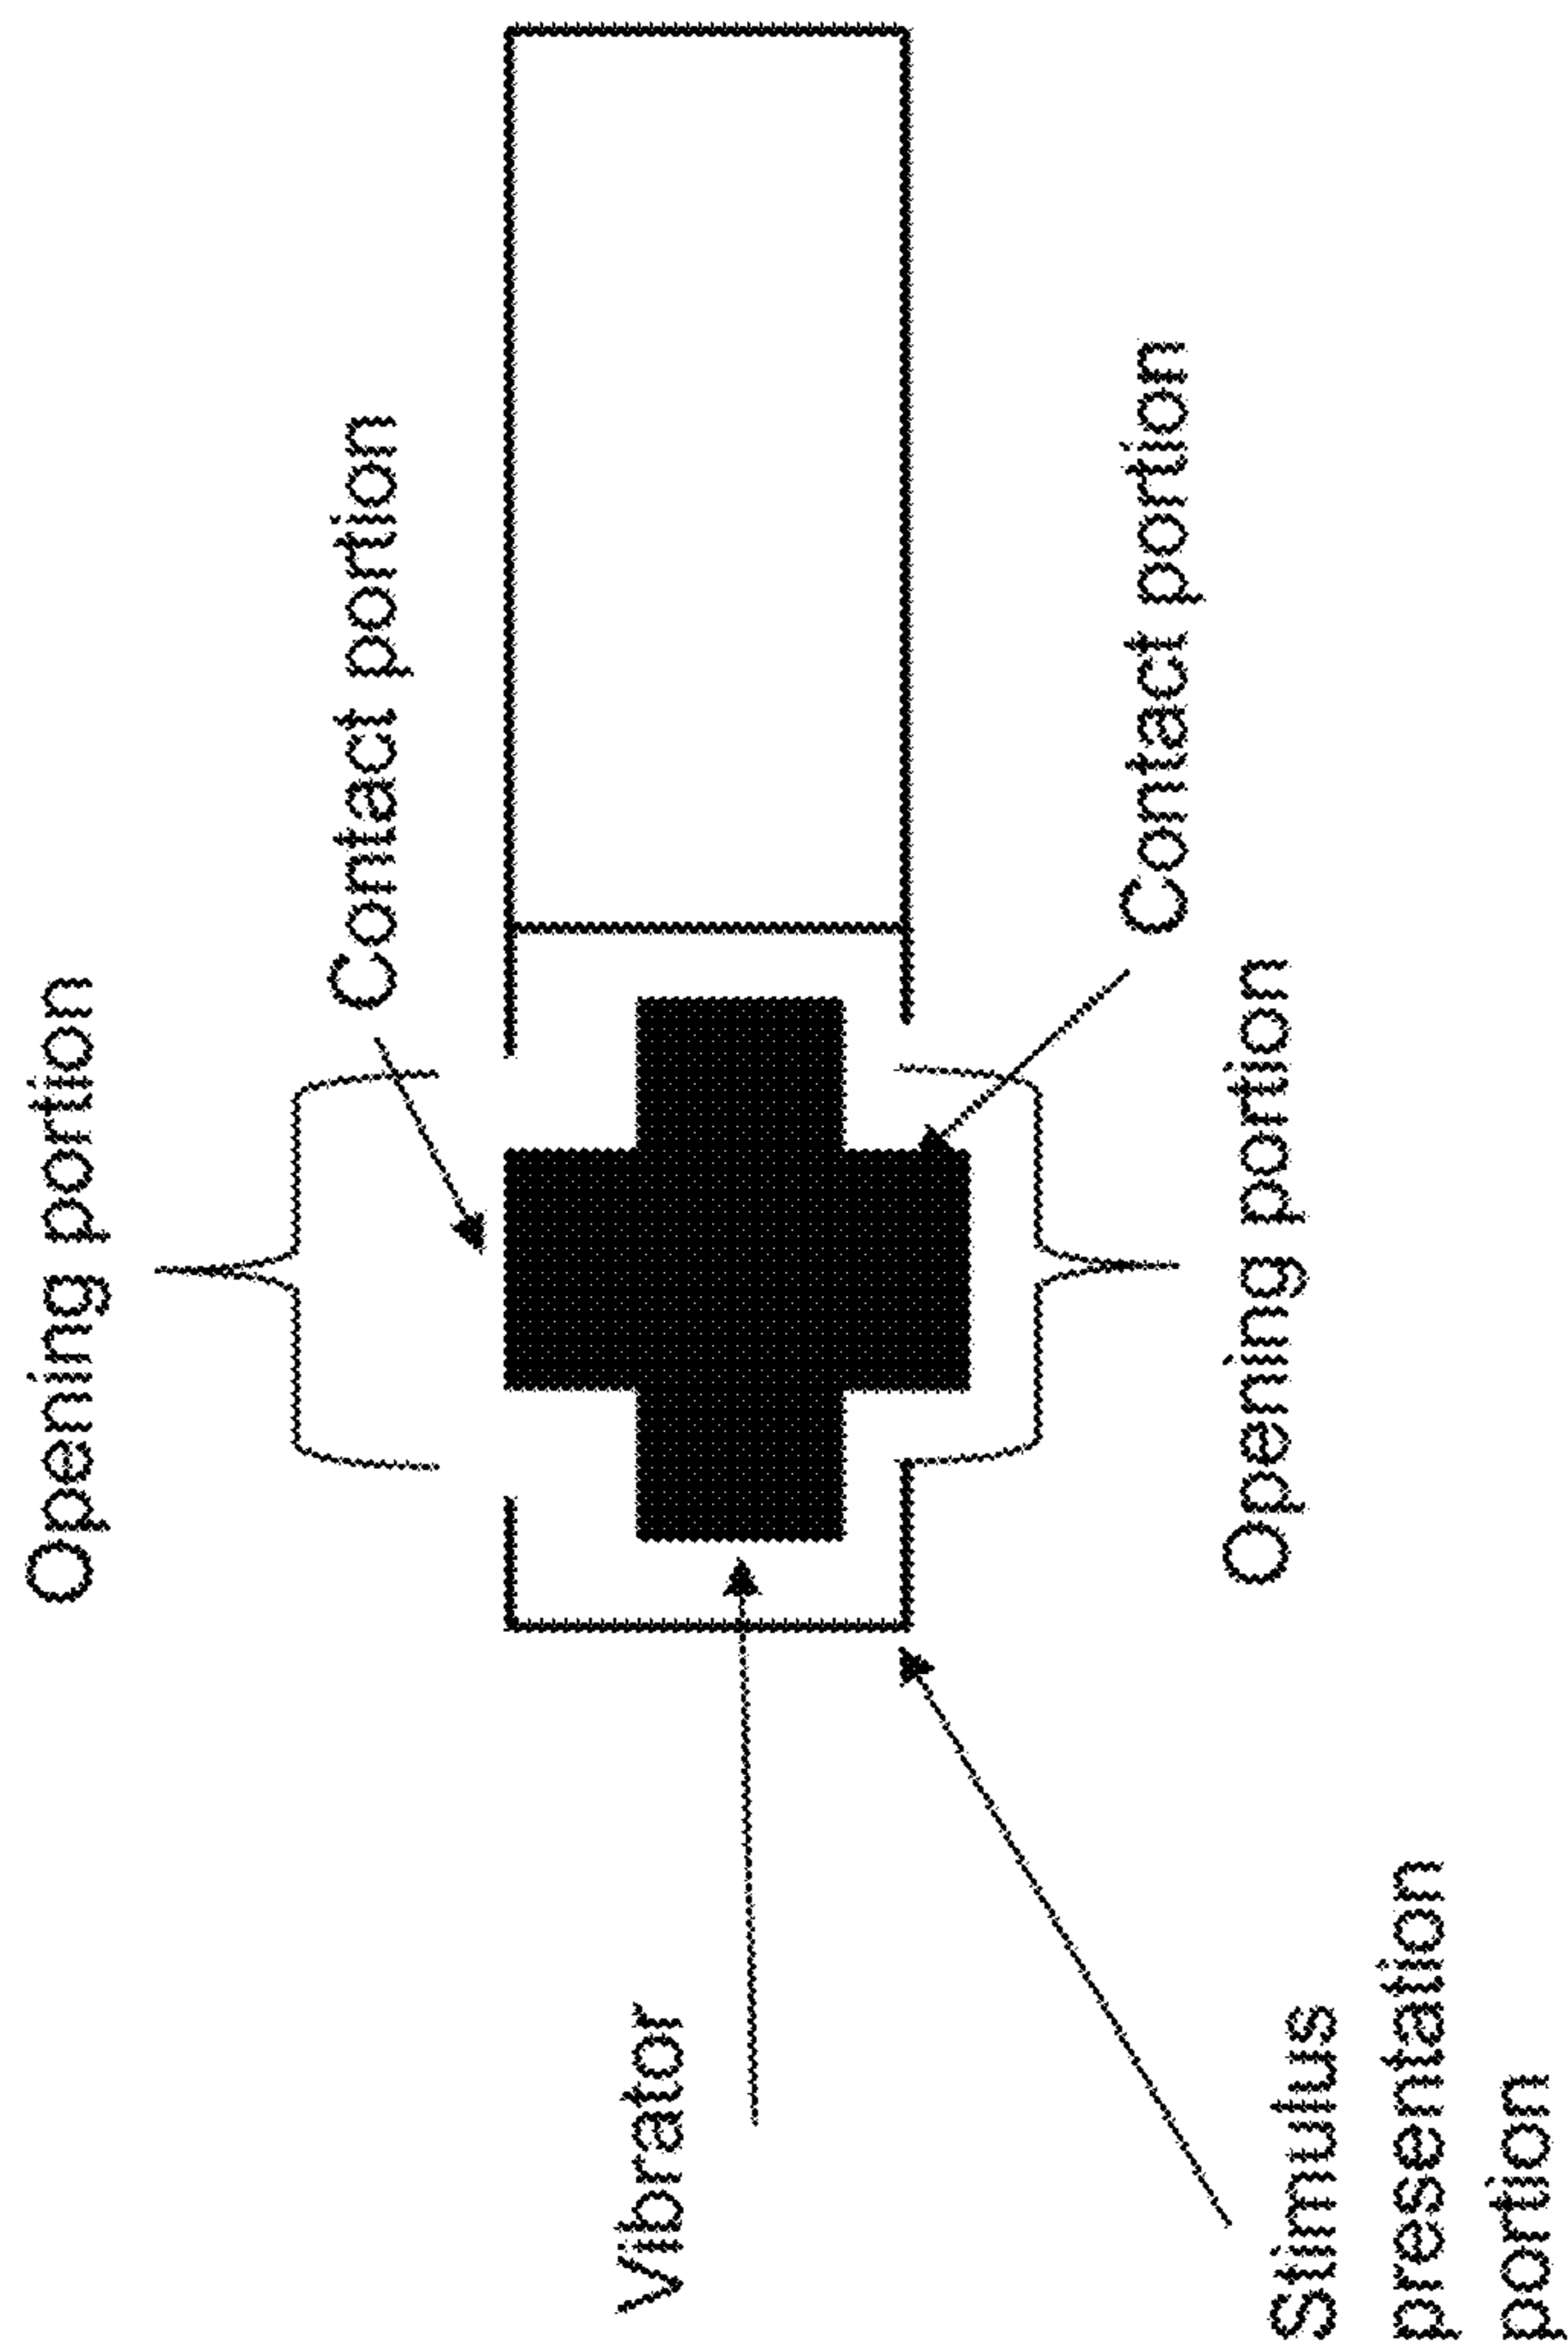 Opening portion
Contact portion
Vibrator
Contact portion
Opening portion
Stimulus
presentation
portion